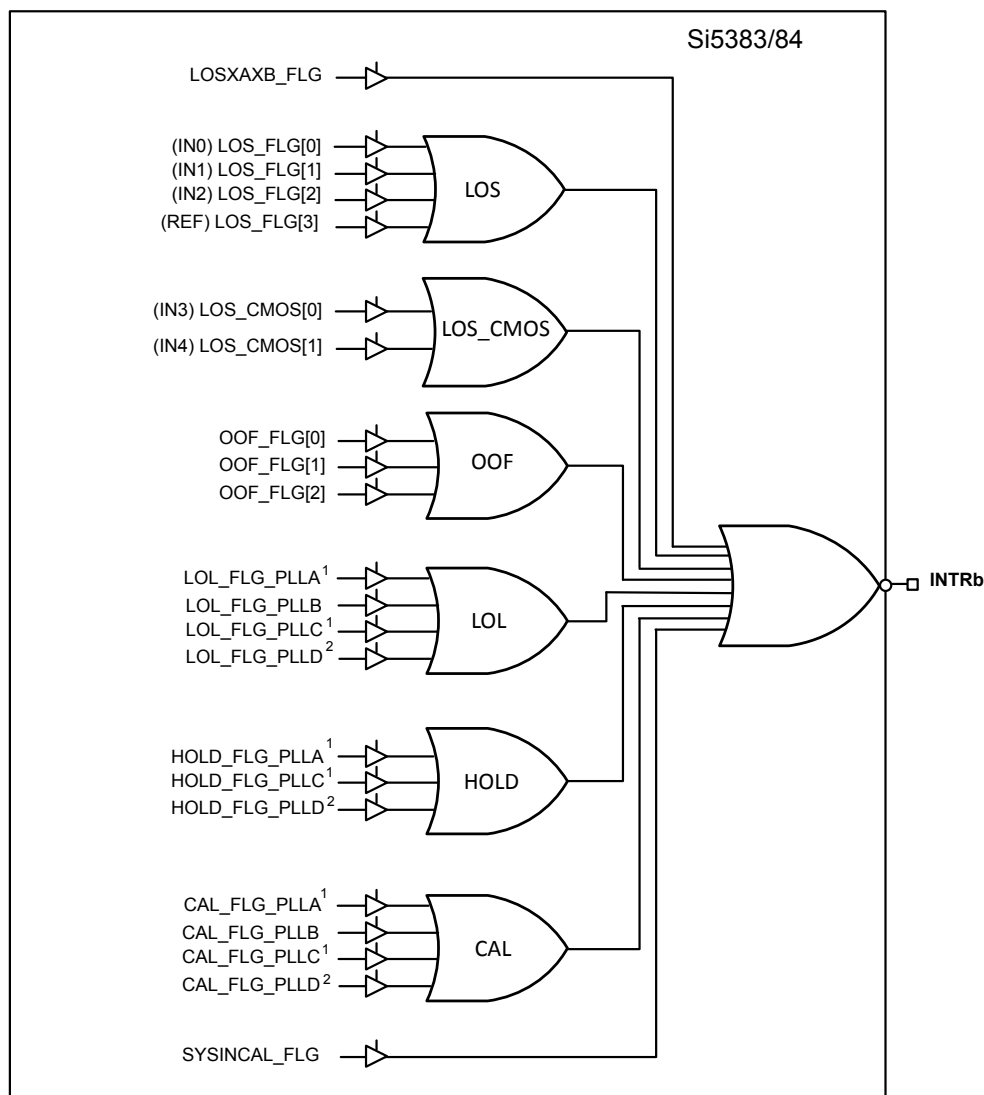 Si5383/84
LOSXAXB_FLG
(IN0) LOS_FLG[0]
(IN1) LOS_FLG[1]
(IN2) LOS_FLG[2]
(REF) LOS_FLG[3]
LOS
(IN3) LOS_CMOS[0]
(IN4) LOS_CMOS[1]
LOS_CMOS
OOF_FLG[0]
OOF_FLG[1]
OOF_FLG[2]
OOF
INTRb
LOL_FLG_PLLA¹
LOL_FLG_PLLB
LOL_FLG_PLLC¹
LOL_FLG_PLLD²
LOL
HOLD_FLG_PLLA¹
HOLD_FLG_PLLC¹
HOLD_FLG_PLLD²
HOLD
CAL_FLG_PLLA¹
CAL_FLG_PLLB
CAL_FLG_PLLC¹
CAL_FLG_PLLD²
CAL
SYSINCAL_FLG